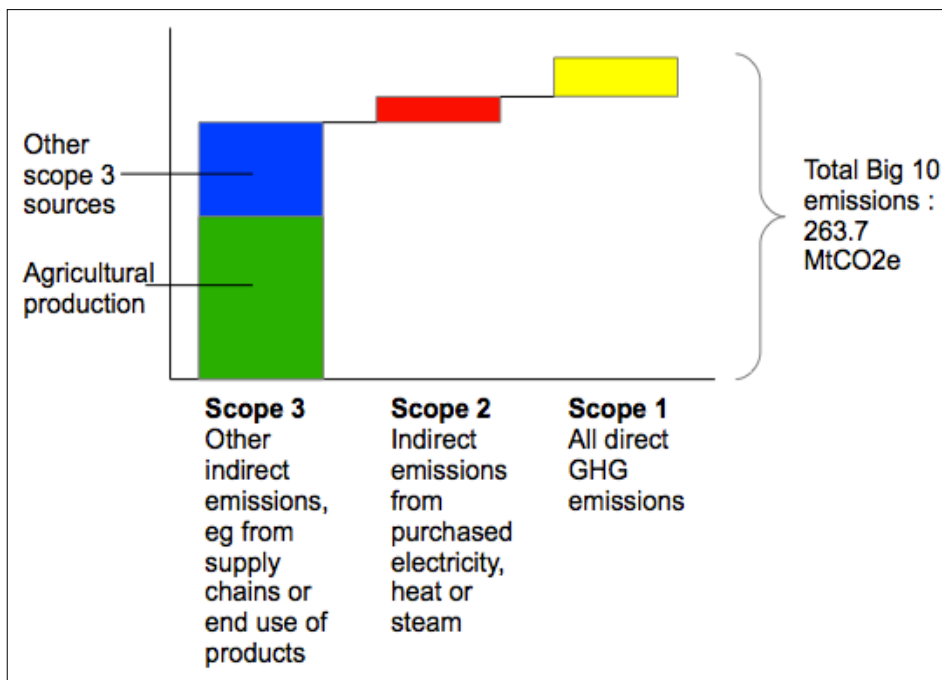 Other
scope 3
sources
Agricultural
production
Total Big 10
emissions :
263.7
MtCO2e
Scope 3
Other
indirect
emissions,
eg from
supply
chains or
end use of
products
Scope 2
Indirect
emissions
from
purchased
electricity,
heat or
steam
Scope 1
All direct
GHG
emissions